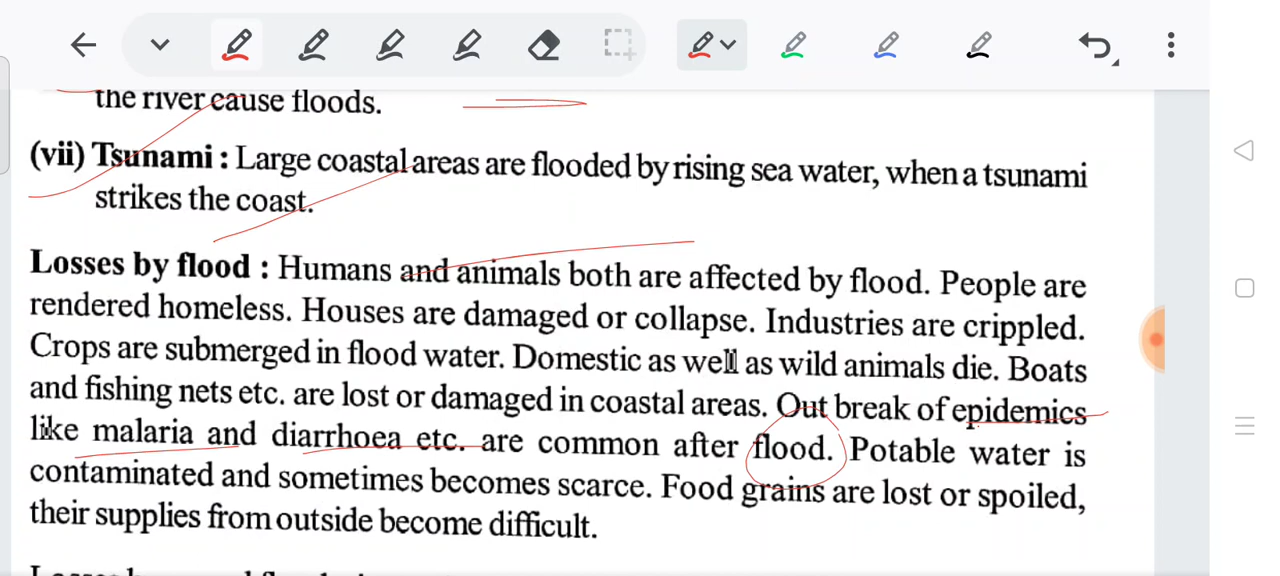 the river cause floods.
(vii) Tsunami : Large coastal areas are flooded by rising sea water, when a tsunami
strikes the coast.
Losses by flood : Humans and animals both are affected by flood. People are
rendered homeless. Houses are damaged or collapse. Industries are crippled.
Crops are submerged in flood water. Domestic as well as wild animals die. Boats
and fishing nets etc. are lost or damaged in coastal areas. Out break of epidemics
like malaria and diarrhoea etc. are common after flood. Potable water is
contaminated and sometimes becomes scarce. Food grains are lost or spoiled,
their supplies from outside become difficult.